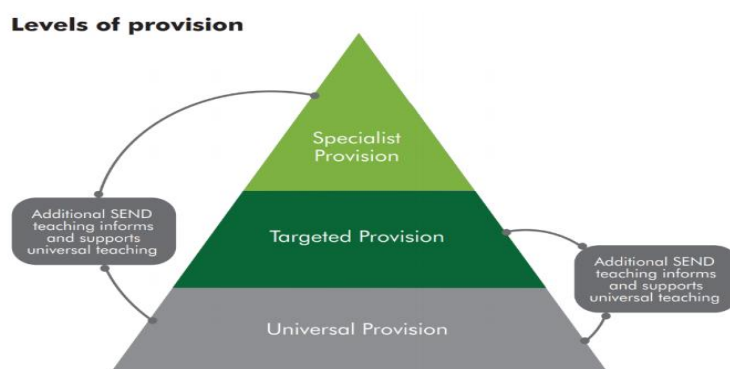 Levels of provision
Specialist
Provision
Additional SEND
teaching informs
and supports
universal teaching
Targeted Provision
Additional SEND
teaching informs
and supports
universal teaching
Universal Provision